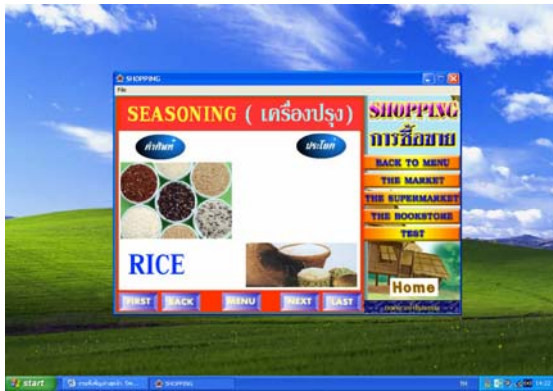 SHOPPING
File
SEASONING ( เครื่องปรุง )
คำศัพท์
ประโยค
RICE
FIRST
BACK
MENU
NEXT
LAST
SHOPPING
การซื้อขาย
BACK TO MENU
THE MARKET
THE SUPERMARKET
THE BOOKSTORE
TEST
Home
start
SHOPPING
TH